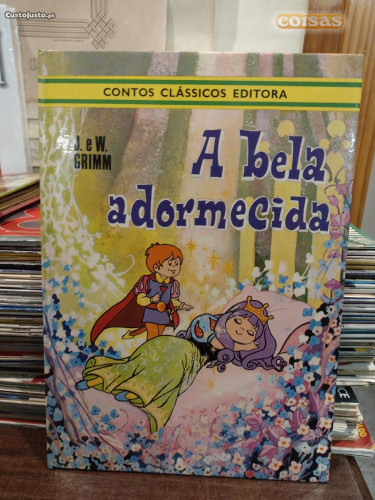 CustoJusto.pt
coisas
CONTOS CLÁSSICOS EDITORA
J. e W.
GRIMM
A bela
adormecida